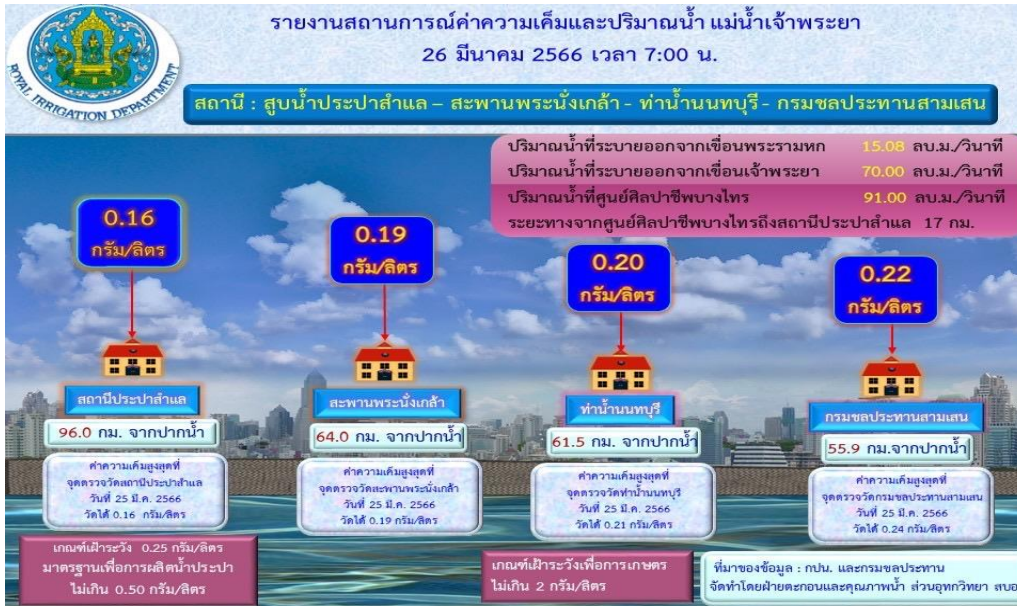 รายงานสถานการณ์ค่าความเค็มและปริมาณน้ำ แม่น้ำเจ้าพระยา
26 มีนาคม 2566 เวลา 7:00 น.
ROYAL IRRIGATION DEPARTMENT
สถานี : สูบน้ำประปาสำแล – สะพานพระนั่งเกล้า - ท่าน้ำนนทบุรี - กรมชลประทานสามเสน
ปริมาณน้ำที่ระบายออกจากเขื่อนพระรามหก 15.08 ลบ.ม./วินาที
ปริมาณน้ำที่ระบายออกจากเขื่อนเจ้าพระยา 70.00 ลบ.ม./วินาที
ปริมาณน้ำที่ศูนย์ศิลปาชีพบางไทร 91.00 ลบ.ม./วินาที
ระยะทางจากศูนย์ศิลปาชีพบางไทรถึงสถานีประปาสำแล 17 กม.
0.16
กรัม/ลิตร
สถานีประปาสำแล
96.0 กม. จากปากน้ำ
ค่าความเค็มสูงสุดที่
จุดตรวจวัดสถานีประปาสำแล
วันที่ 25 มี.ค. 2566
วัดได้ 0.16 กรัม/ลิตร
0.19
กรัม/ลิตร
สะพานพระนั่งเกล้า
64.0 กม. จากปากน้ำ
ค่าความเค็มสูงสุดที่
จุดตรวจวัดสะพานพระนั่งเกล้า
วันที่ 25 มี.ค. 2566
วัดได้ 0.19 กรัม/ลิตร
0.20
กรัม/ลิตร
ท่าน้ำนนทบุรี
61.5 กม. จากปากน้ำ
ค่าความเค็มสูงสุดที่
จุดตรวจวัดท่าน้ำนนทบุรี
วันที่ 25 มี.ค. 2566
วัดได้ 0.21 กรัม/ลิตร
0.22
กรัม/ลิตร
กรมชลประทานสามเสน
55.9 กม.จากปากน้ำ
ค่าความเค็มสูงสุดที่
จุดตรวจวัดกรมชลประทานสามเสน
วันที่ 25 มี.ค. 2566
วัดได้ 0.24 กรัม/ลิตร
เกณฑ์เฝ้าระวัง 0.25 กรัม/ลิตร
มาตรฐานเพื่อการผลิตน้ำประปา
ไม่เกิน 0.50 กรัม/ลิตร
เกณฑ์เฝ้าระวังเพื่อการเกษตร
ไม่เกิน 2 กรัม/ลิตร
ที่มาของข้อมูล : กปน. และกรมชลประทาน
จัดทำโดยฝ่ายตะกอนและคุณภาพน้ำ ส่วนอุทกวิทยา สบอ